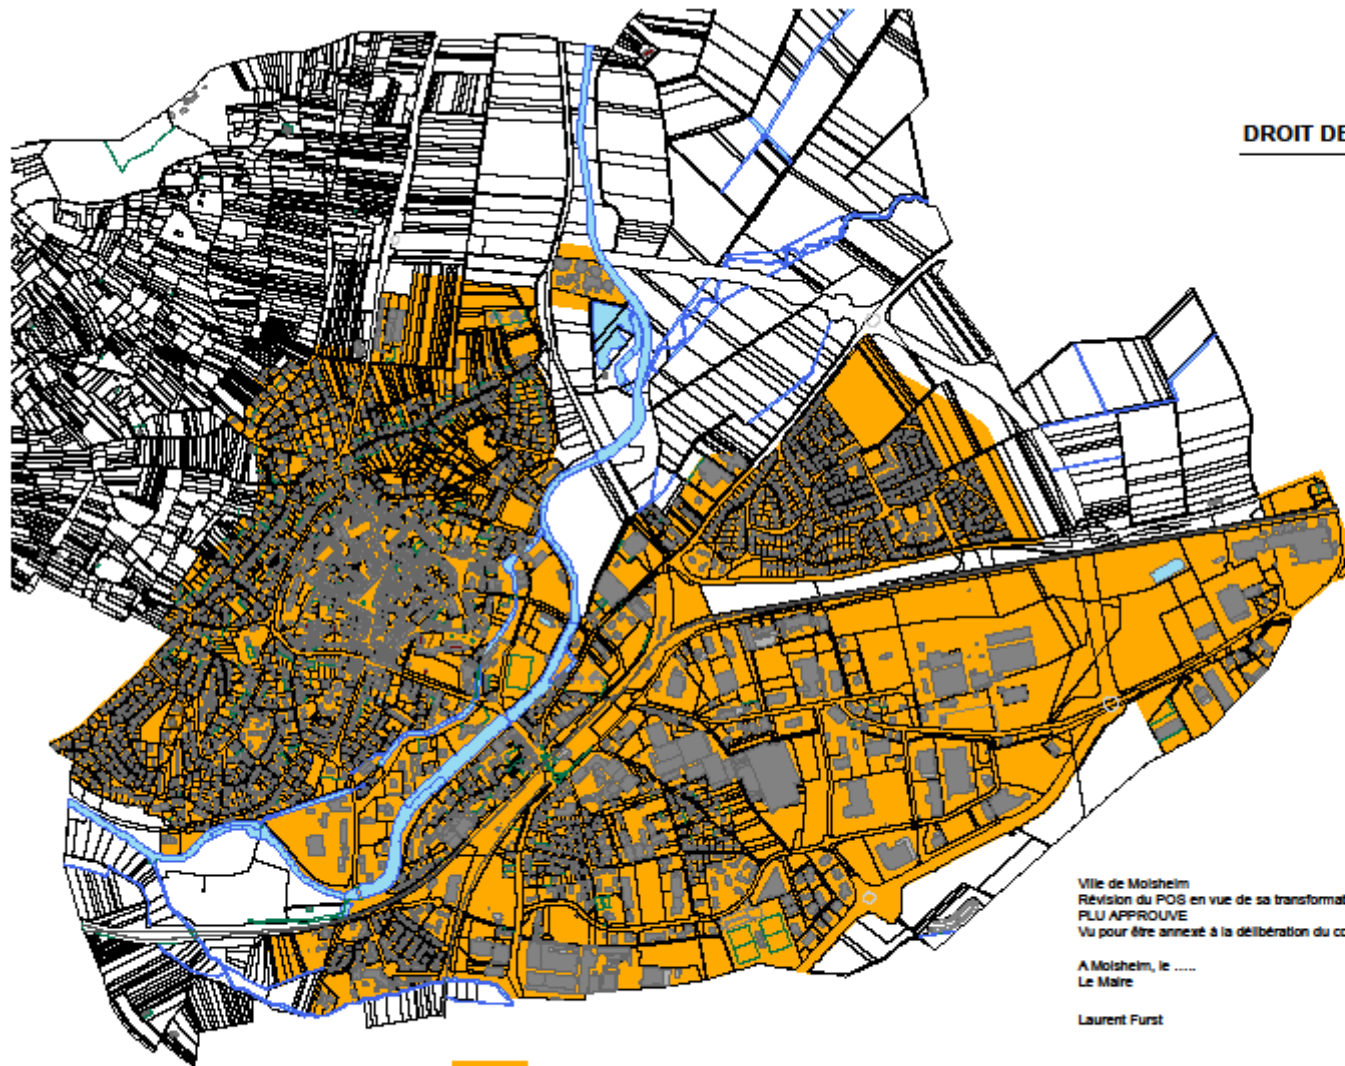 DROIT DE
Ville de Molsheim
Révision du POS en vue de sa transformat
PLU APPROUVE
Vu pour être annexé à la délibération du co
A Molsheim, le .....
Le Maire
Laurent Furst